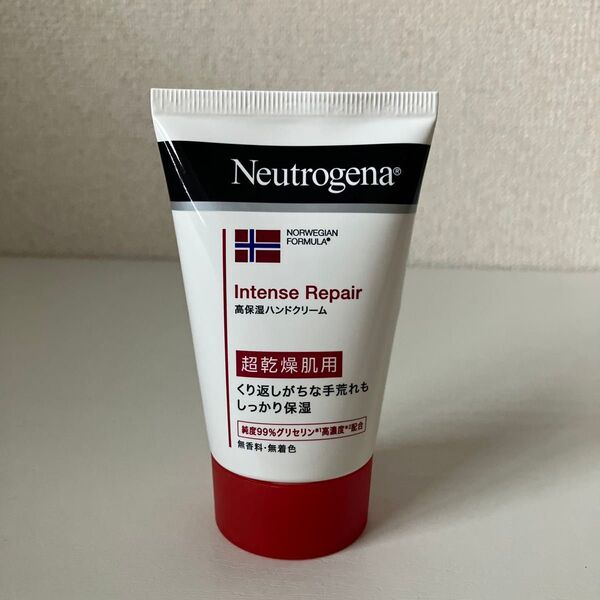 Neutrogena®
NORWEGIAN
FORMULA®
Intense Repair
高保湿ハンドクリーム
超乾燥肌用
くり返しがちな手荒れも
しっかり保湿
純度99%グリセリン※1高濃度※2配合
無香料・無着色